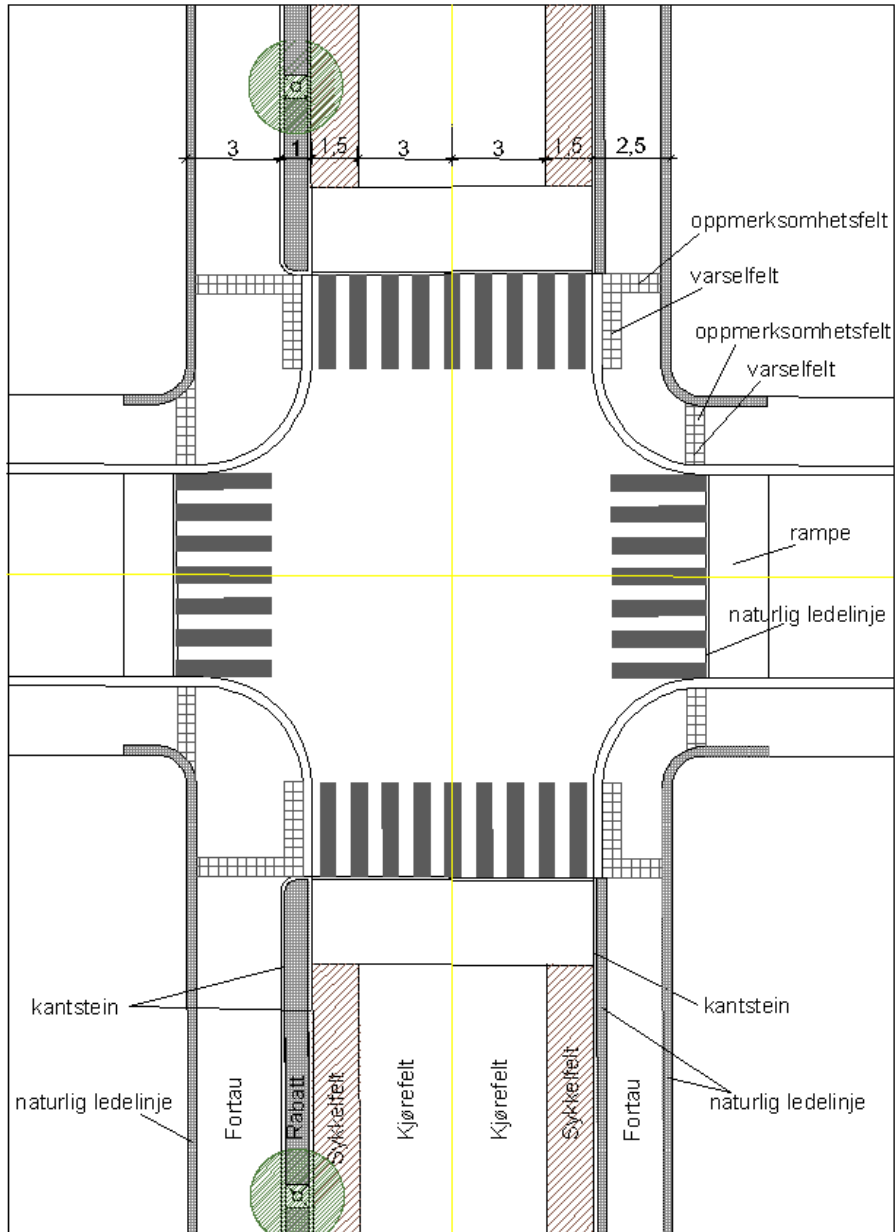 3 1 1,5 3 3 1,5 2,5
oppmerksomhetsfelt
varselfelt
oppmerksomhetsfelt
varselfelt
rampe
naturlig ledelinje
kantstein
kantstein
naturlig ledelinje
naturlig ledelinje
Fortau
Rabatt
Sykkelfelt
Kjørefelt
Kjørefelt
Sykkelfelt
Fortau